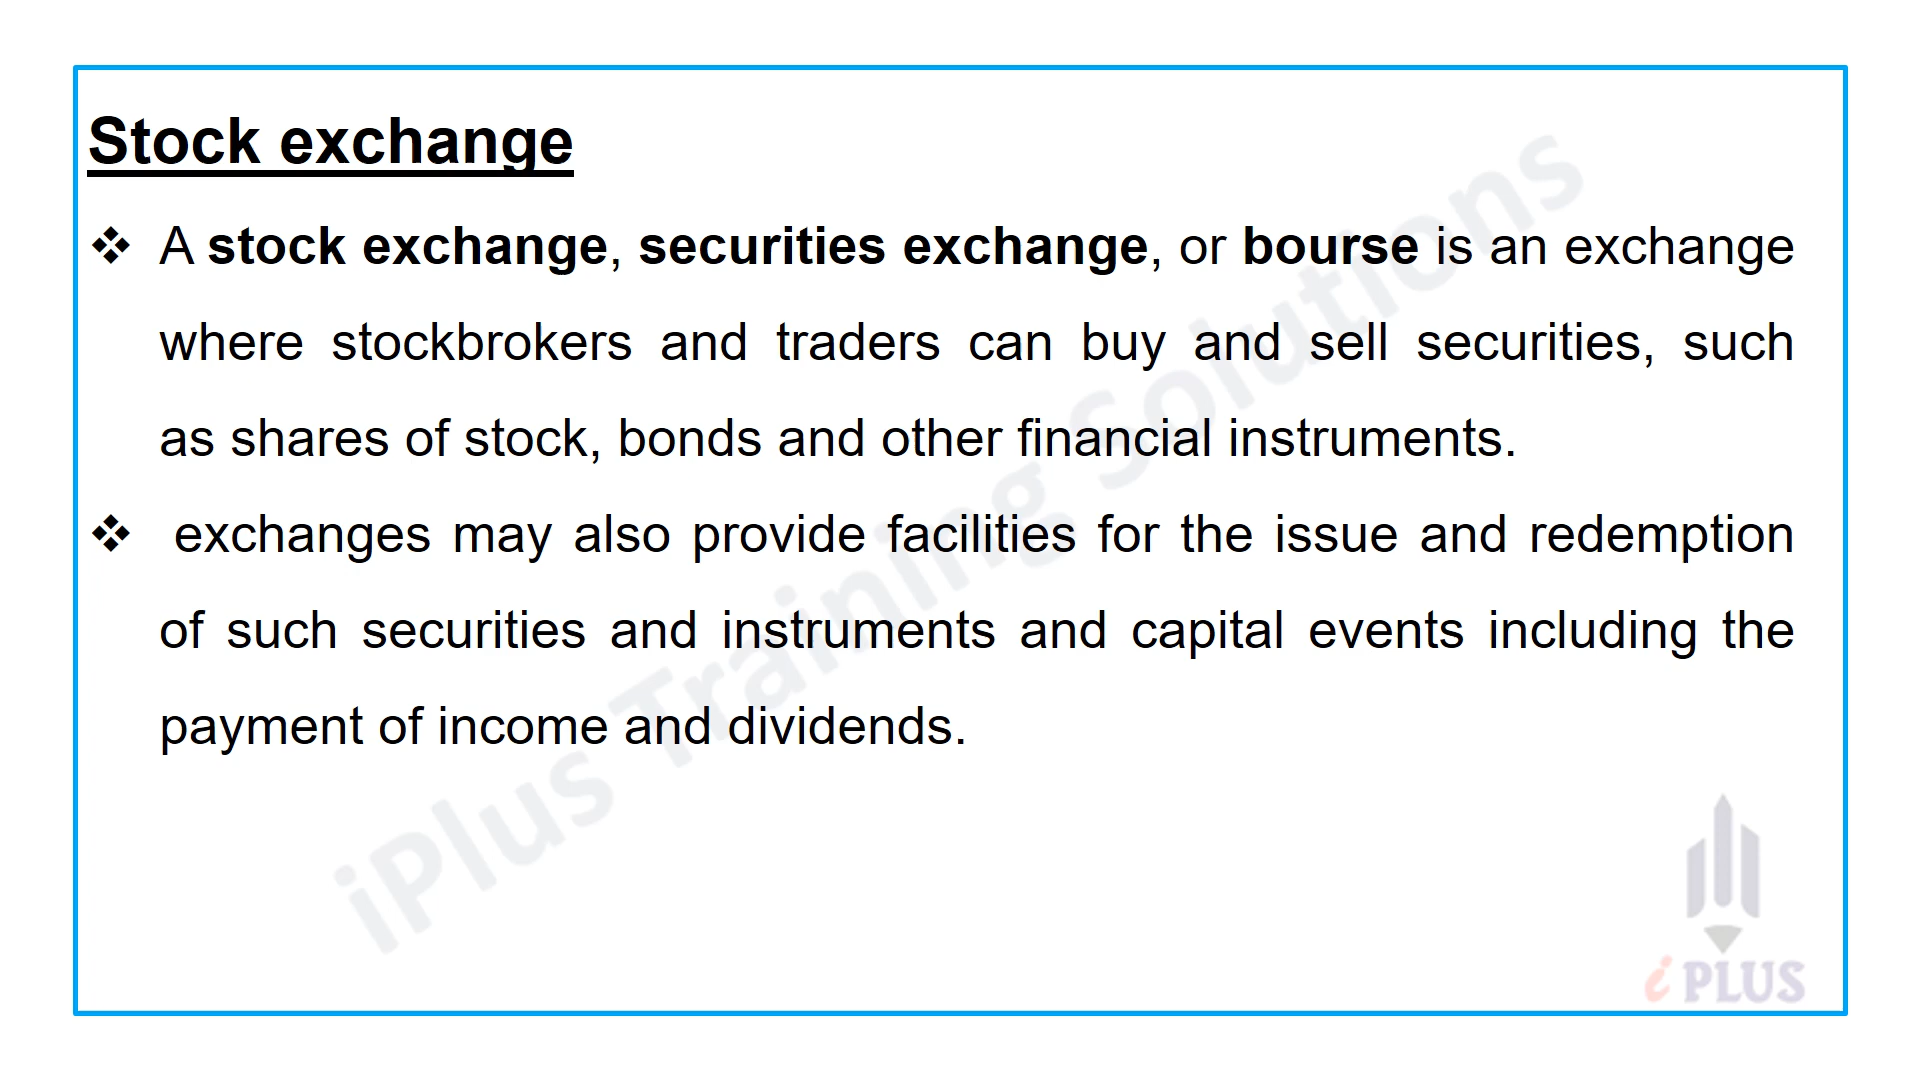 Stock exchange
❖ A stock exchange, securities exchange, or bourse is an exchange
where stockbrokers and traders can buy and sell securities, such
as shares of stock, bonds and other financial instruments.
❖ exchanges may also provide facilities for the issue and redemption
of such securities and instruments and capital events including the
payment of income and dividends.
iPlus Training Solutions
i PLUS